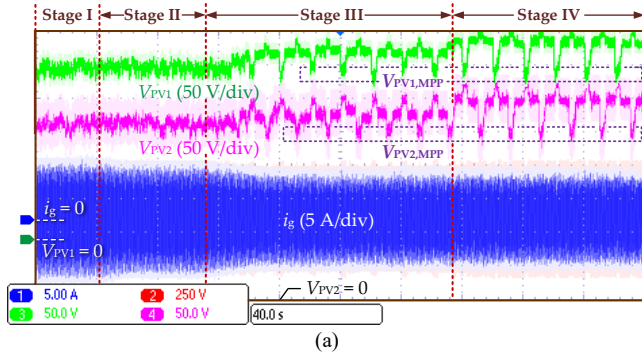 Stage I Stage II Stage III Stage IV
VPV1 (50 V/div)
VPV1,MPP
VPV2 (50 V/div)
VPV2,MPP
ig = 0
ig (5 A/div)
VPV1 = 0
VPV2 = 0
1 5.00 A 2 250 V
3 50.0 V 4 50.0 V
40.0 s
(a)